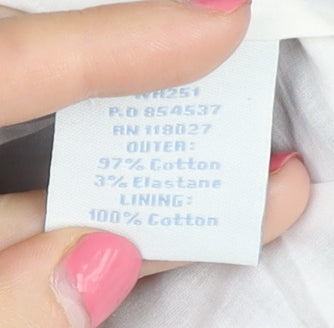 P.O 854537
RN 118027
OUTER:
97% Cotton
3% Elastane
LINING:
100% Cotton